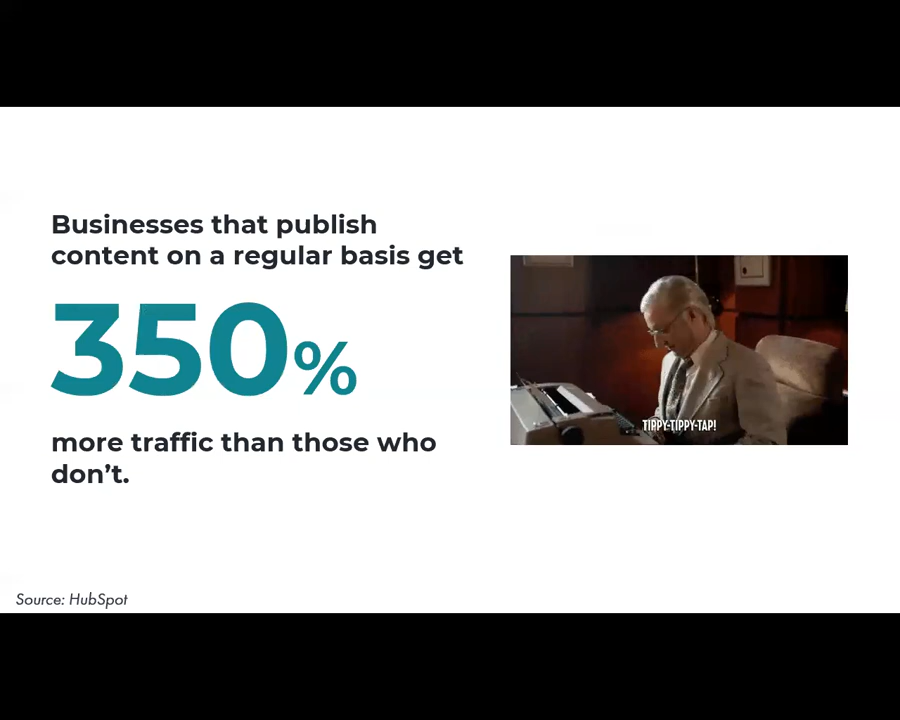 Businesses that publish
content on a regular basis get
350%
more traffic than those who
don’t.
TIPPY-TIPPY-TAP!
Source: HubSpot